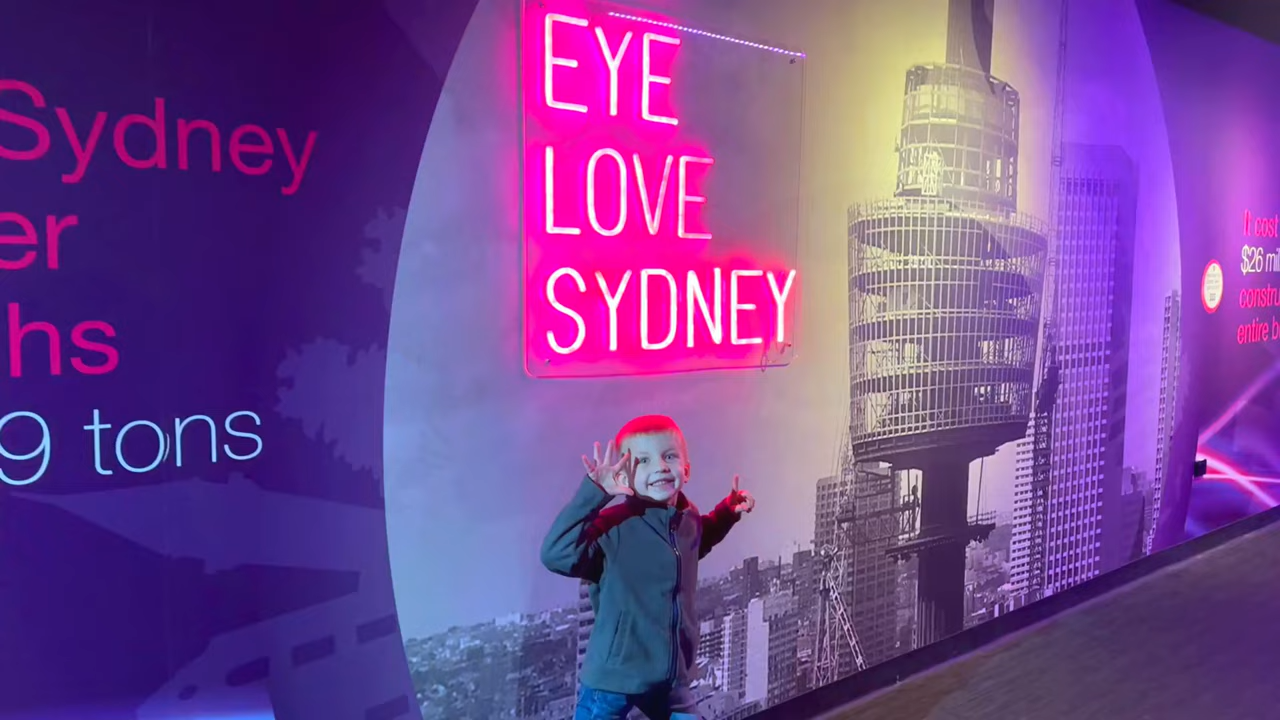 Sydney
er
hs
9 tons
EYE
LOVE
SYDNEY
It cost
$26 mil
constru
entire b